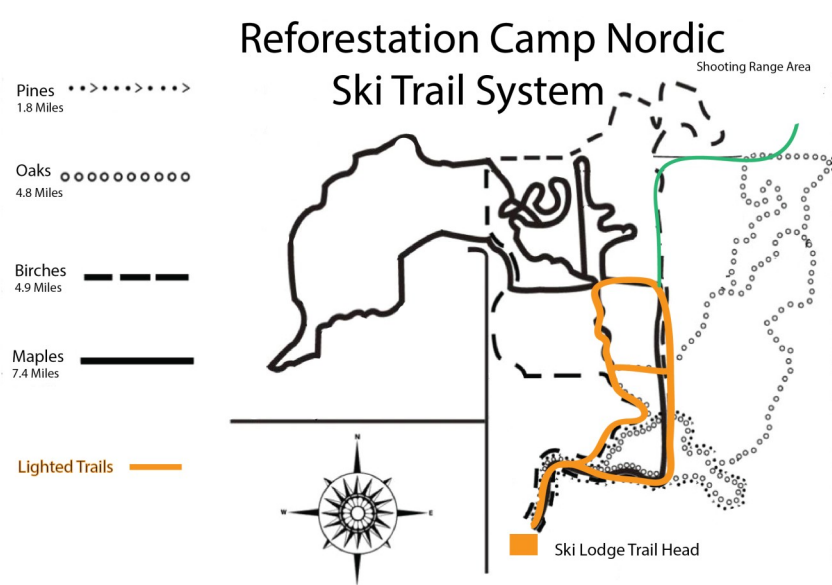 Reforestation Camp Nordic
Ski Trail System
Shooting Range Area
Pines
1.8 Miles
Oaks
4.8 Miles
Birches
4.9 Miles
Maples
7.4 Miles
Lighted Trails
N
W
E
S
Ski Lodge Trail Head